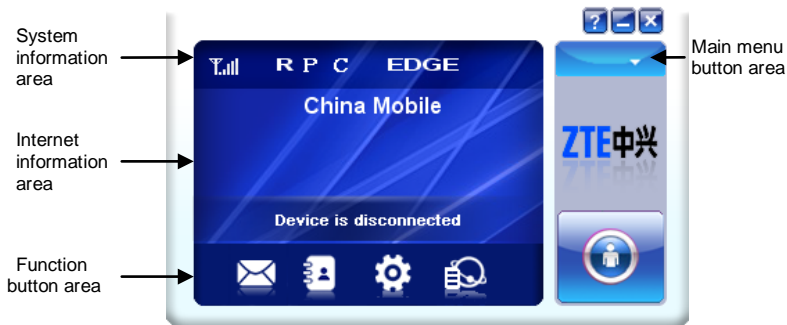 System
information
area
R P C EDGE
Main menu
button area
China Mobile
ZTE中兴
Internet
information
area
Device is disconnected
Function
button area